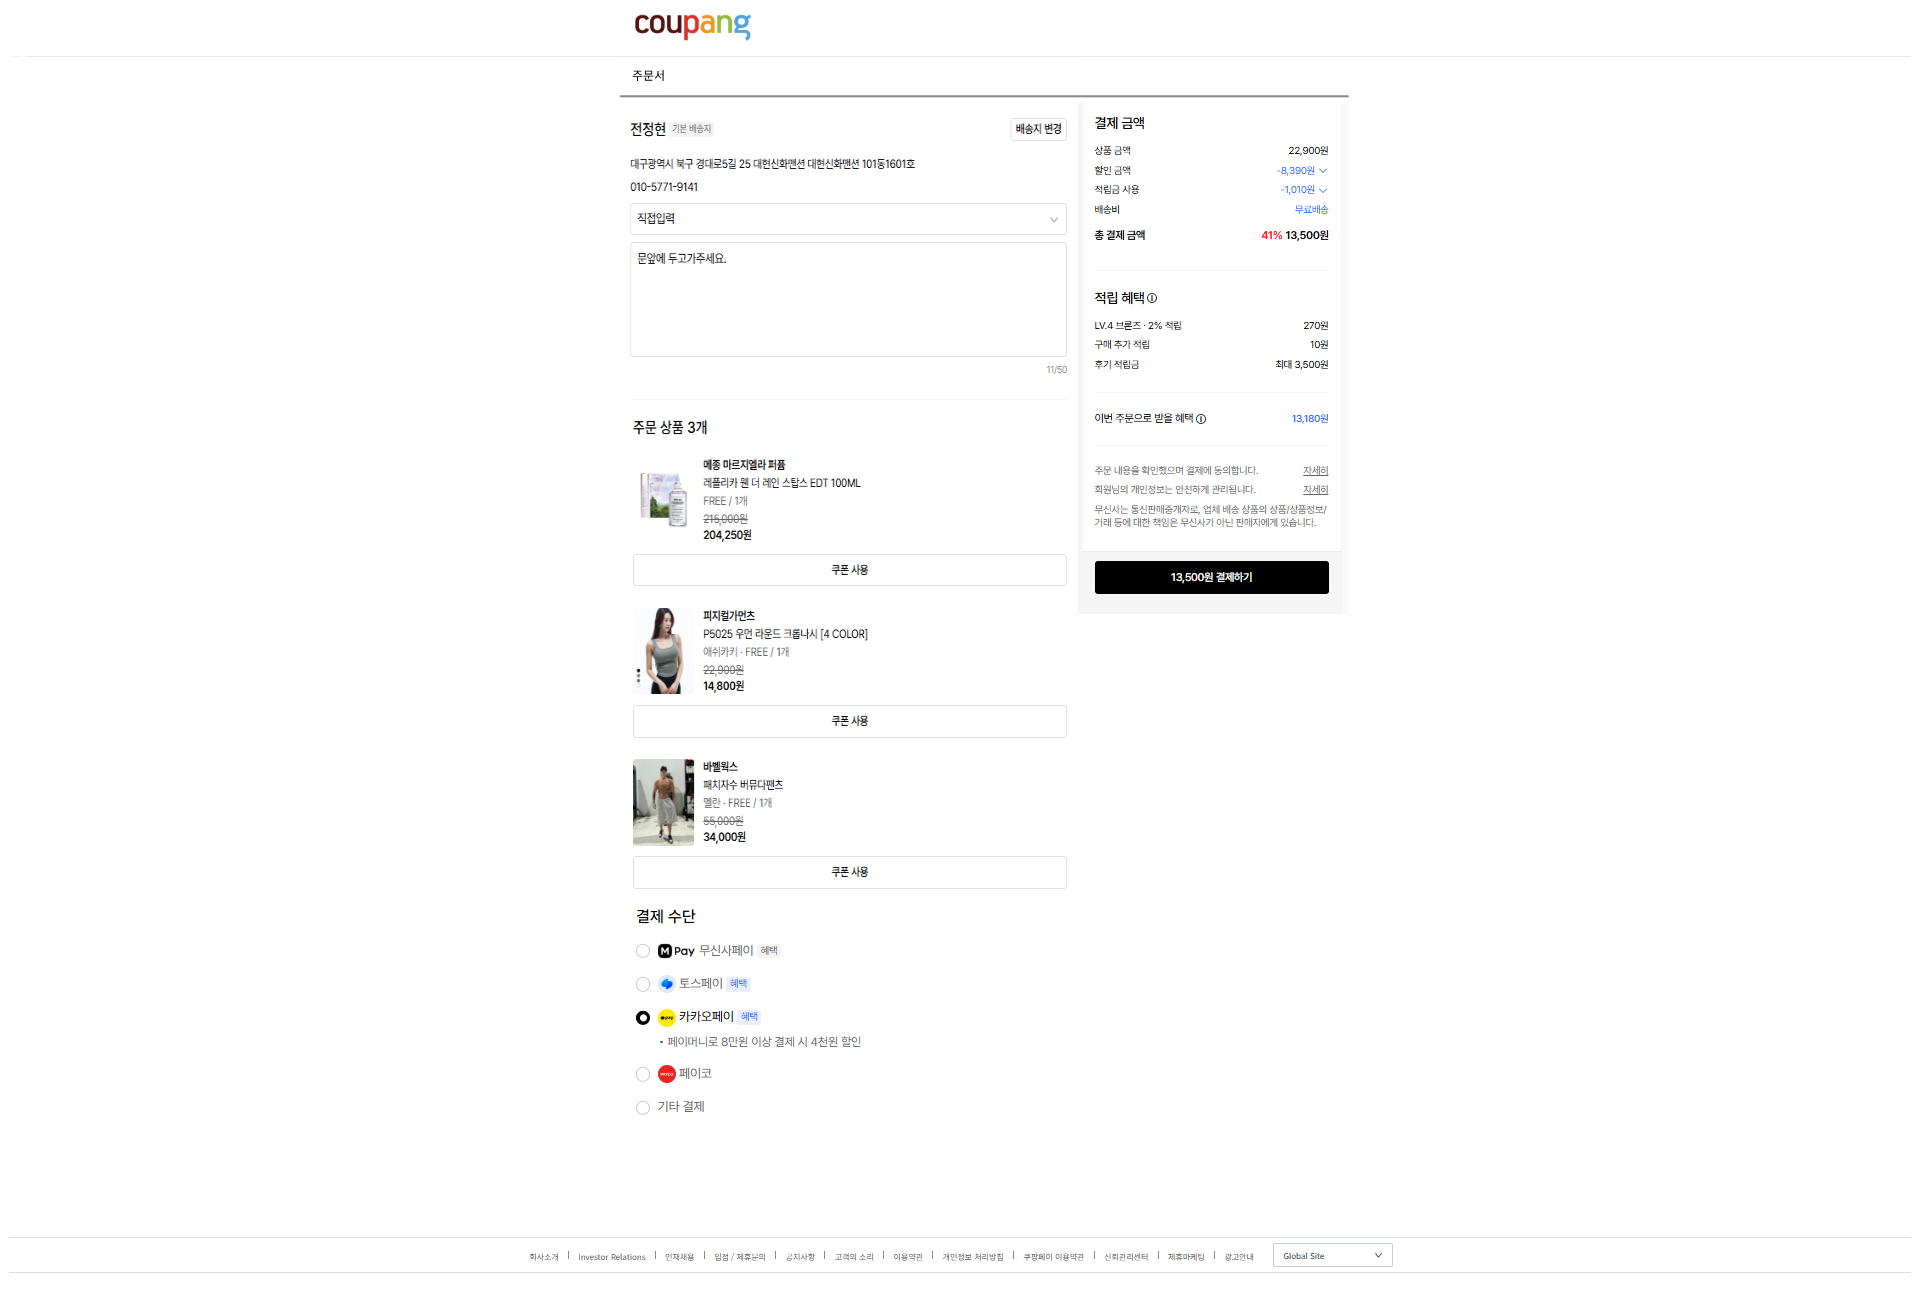 coupang
주문서
전정현 기본 배송지
배송지 변경
대구광역시 북구 경대로5길 25 대현신화맨션 대현신화맨션 101동1601호
010-5771-9141
직접입력
문앞에 두고가주세요.
11/50
주문 상품 3개
메종 마르지엘라 퍼퓸
레플리카 웬 더 레인 스탑스 EDT 100ML
FREE / 1개
215,000원
204,250원
쿠폰 사용
피지컬가먼츠
P5025 우먼 라운드 크롭나시 [4 COLOR]
애쉬카키 · FREE / 1개
22,900원
14,800원
쿠폰 사용
바벨웍스
패치자수 버뮤다팬츠
멜란 · FREE / 1개
55,000원
34,000원
쿠폰 사용
결제 수단
M Pay 무신사페이 혜택
토스페이 혜택
pay 카카오페이 혜택
• 페이머니로 8만원 이상 결제 시 4천원 할인
PAYCO 페이코
기타 결제
결제 금액
상품 금액 22,900원
할인 금액 -8,390원
적립금 사용 -1,010원
배송비 무료배송
총 결제 금액 41% 13,500원
적립 혜택
LV.4 브론즈 · 2% 적립 270원
구매 추가 적립 10원
후기 적립금 최대 3,500원
이번 주문으로 받을 혜택 13,180원
주문 내용을 확인했으며 결제에 동의합니다. 자세히
회원님의 개인정보는 안전하게 관리됩니다. 자세히
무신사는 통신판매중개자로, 업체 배송 상품의 상품/상품정보/
거래 등에 대한 책임은 무신사가 아닌 판매자에게 있습니다.
13,500원 결제하기
회사소개 | Investor Relations | 인재채용 | 입점 / 제휴문의 | 공지사항 | 고객의 소리 | 이용약관 | 개인정보 처리방침 | 쿠팡페이 이용약관 | 신뢰관리센터 | 제휴마케팅 | 광고안내 Global Site